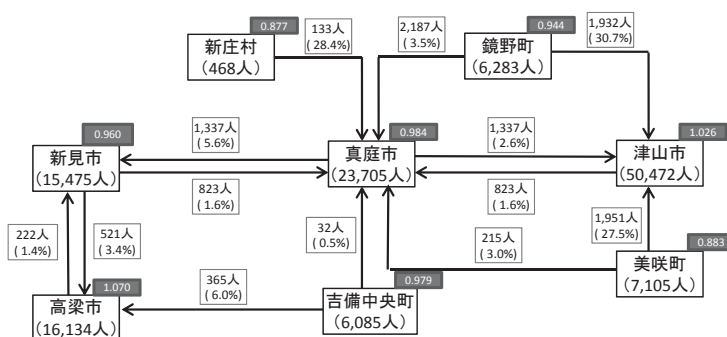 0.877
新庄村
(468人)
133人
(28.4%)
2,187人
( 3.5%)
0.944
鏡野町
(6,283人)
1,932人
( 30.7%)
0.960
新見市
(15,475人)
1,337人
( 5.6%)
823人
( 1.6%)
0.984
真庭市
(23,705人)
1,337人
( 2.6%)
823人
( 1.6%)
1.026
津山市
(50,472人)
222人
( 1.4%)
521人
( 3.4%)
32人
( 0.5%)
215人
( 3.0%)
1,951人
( 27.5%)
0.883
美咲町
(7,105人)
1.070
高梁市
(16,134人)
365人
( 6.0%)
0.979
吉備中央町
(6,085人)